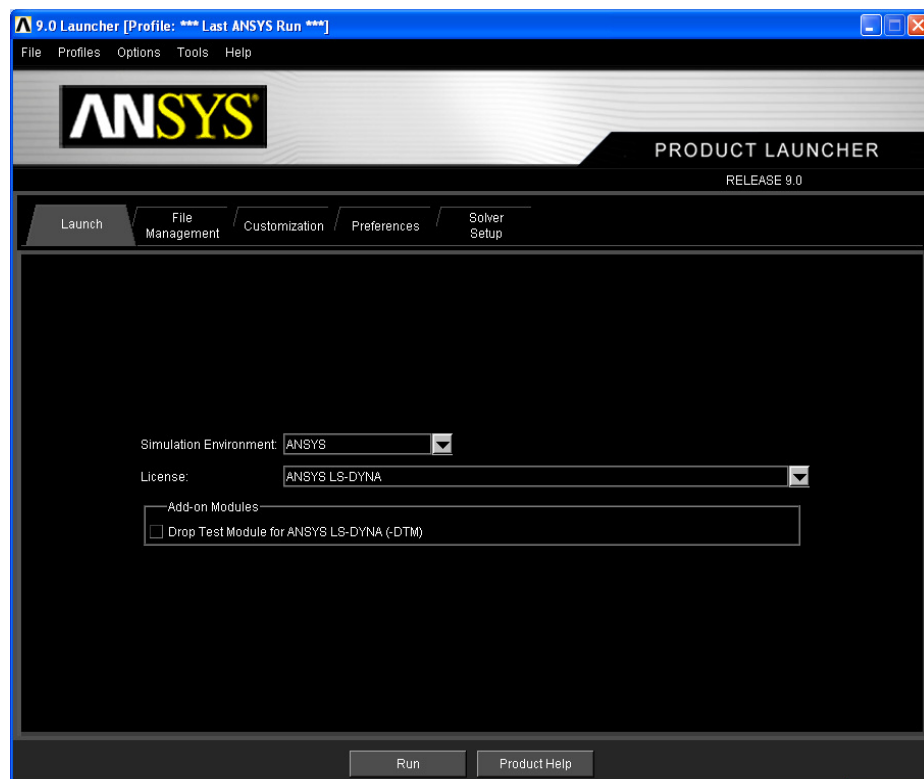 9.0 Launcher [Profile: *** Last ANSYS Run ***]
File Profiles Options Tools Help
ANSYS®
PRODUCT LAUNCHER
RELEASE 9.0
Launch
File
Management
Customization
Preferences
Solver
Setup
Simulation Environment: ANSYS
License: ANSYS LS-DYNA
Add-on Modules
Drop Test Module for ANSYS LS-DYNA (-DTM)
Run Product Help